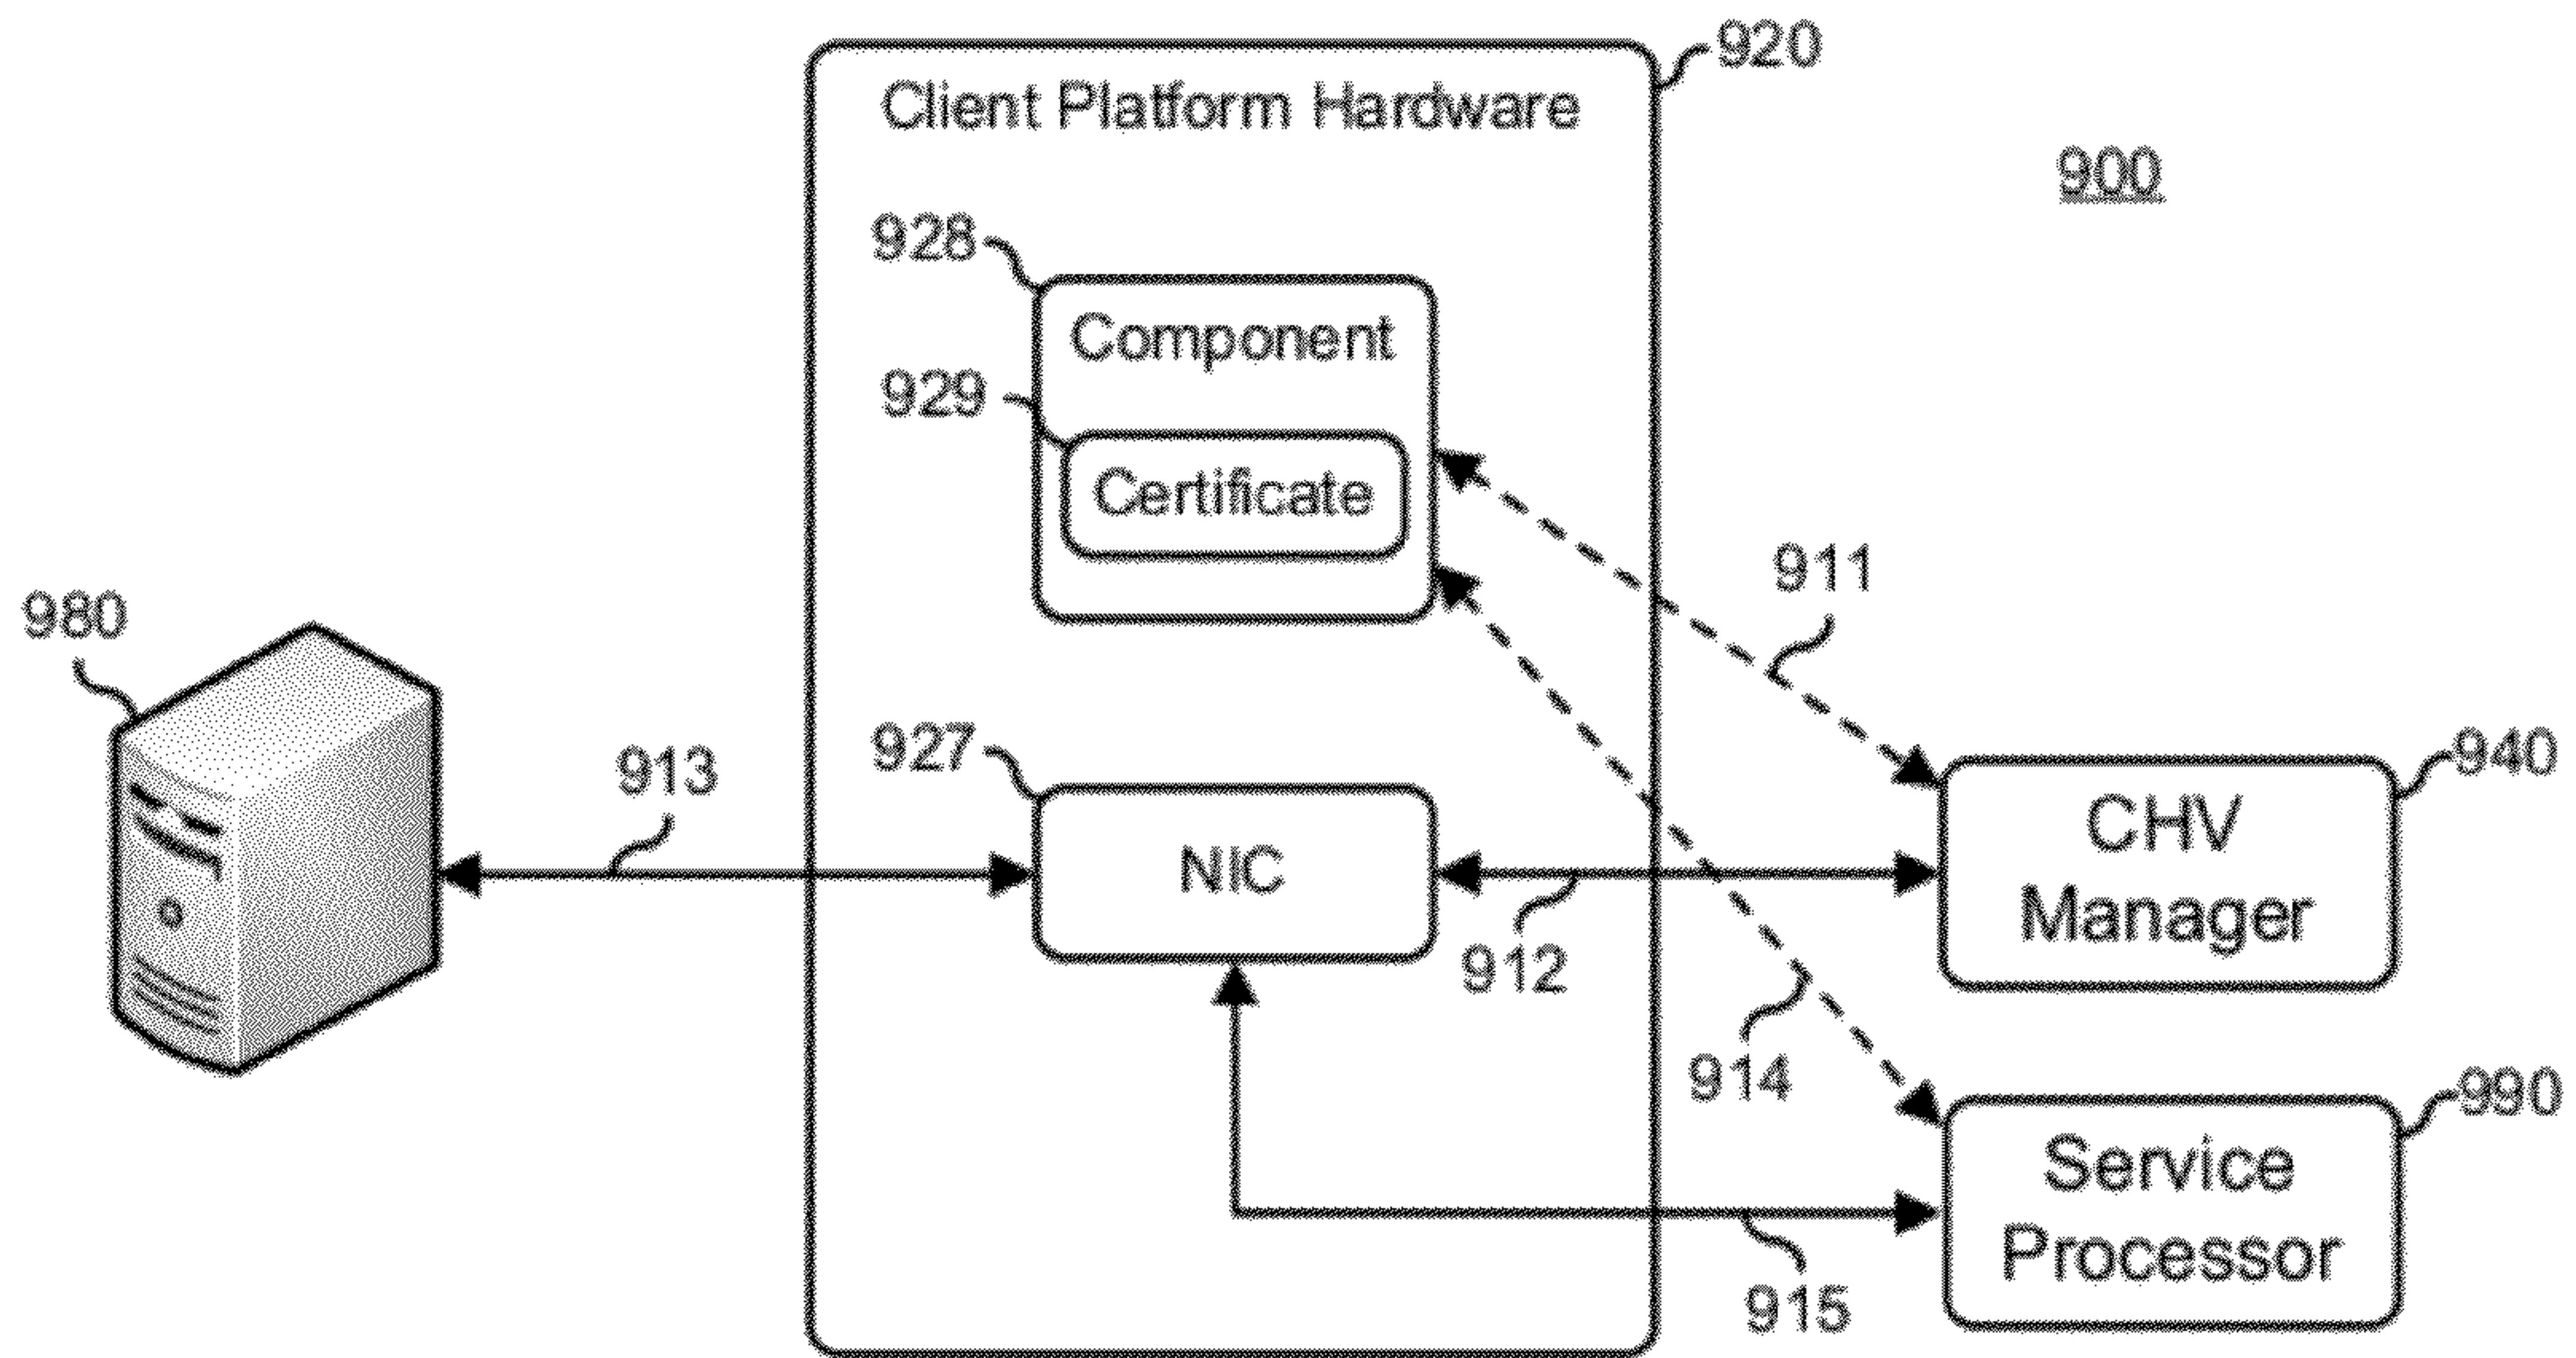 920
Client Platform Hardware
900
928
Component
929
Certificate
911
980
927
913
NIC
940
CHV
Manager
912
914
990
Service
Processor
915